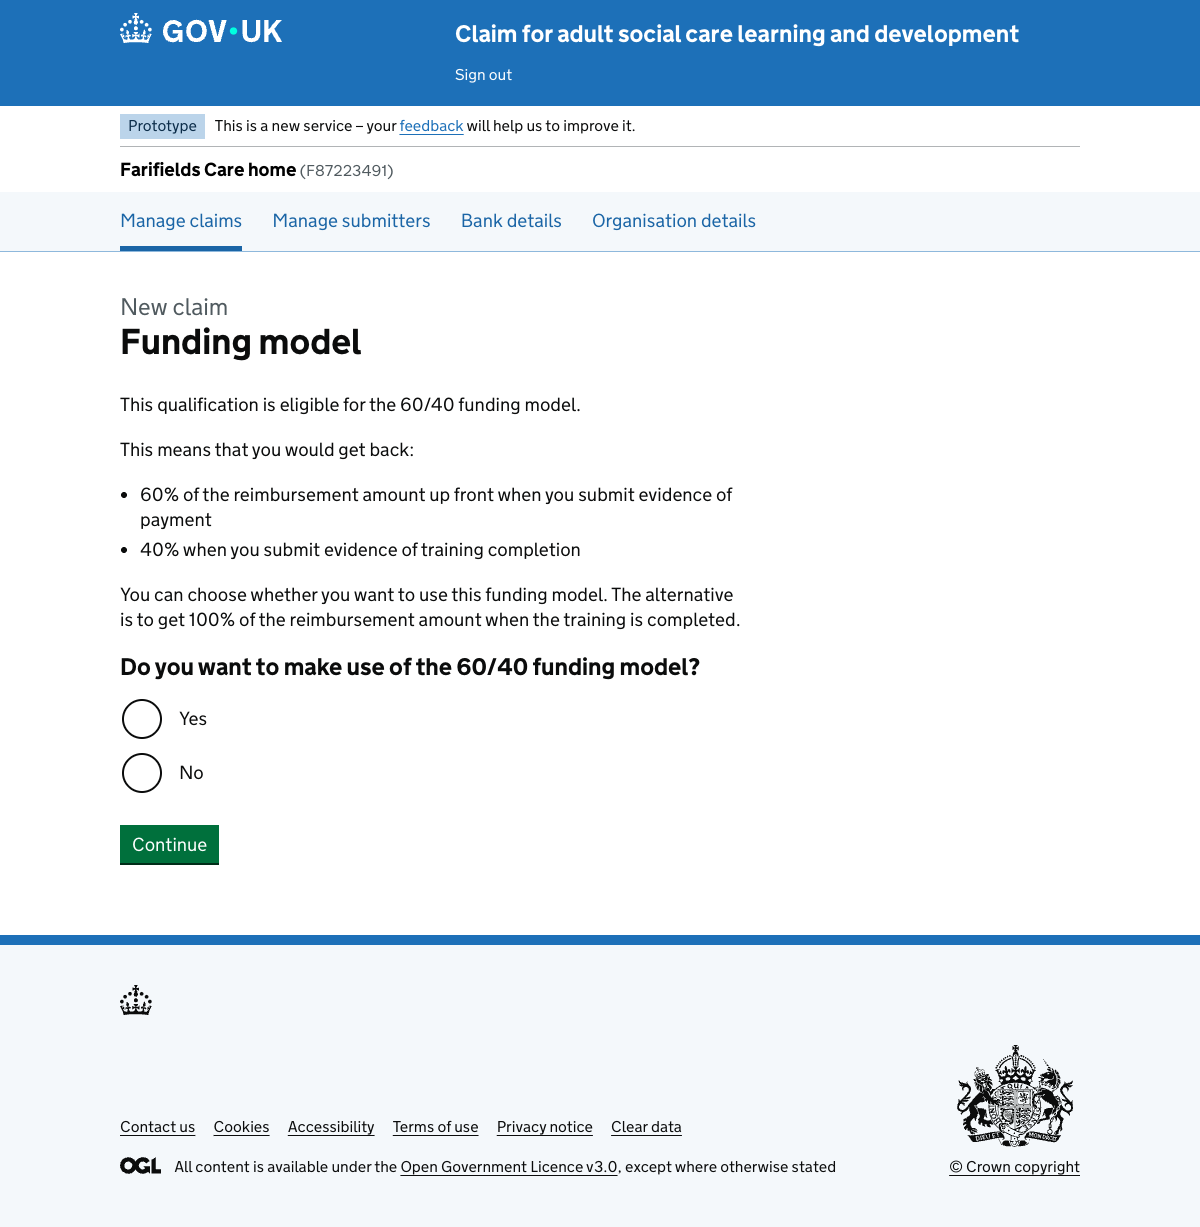 GOV·UK
Claim for adult social care learning and development
Sign out
Prototype This is a new service – your feedback will help us to improve it.
Farifields Care home (F87223491)
Manage claims Manage submitters Bank details Organisation details
New claim
Funding model
This qualification is eligible for the 60/40 funding model.
This means that you would get back:
• 60% of the reimbursement amount up front when you submit evidence of
payment
• 40% when you submit evidence of training completion
You can choose whether you want to use this funding model. The alternative
is to get 100% of the reimbursement amount when the training is completed.
Do you want to make use of the 60/40 funding model?
Yes
No
Continue
Contact us Cookies Accessibility Terms of use Privacy notice Clear data
OGL All content is available under the Open Government Licence v3.0, except where otherwise stated
© Crown copyright